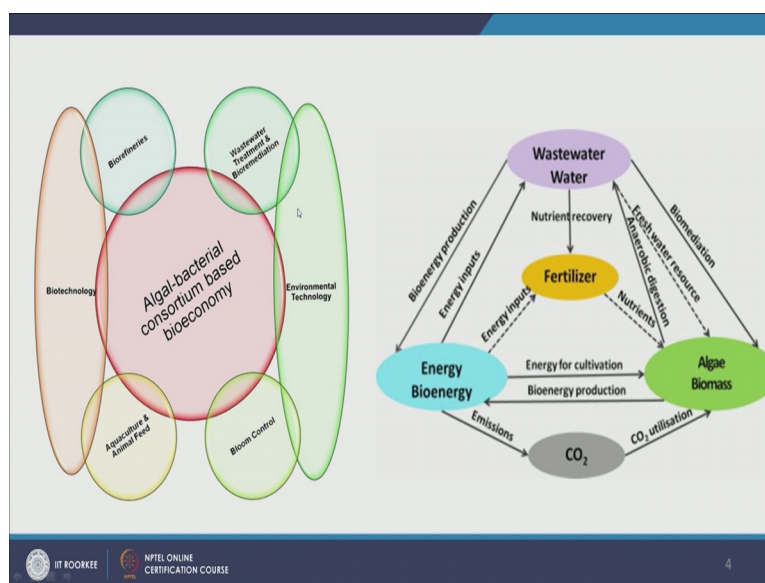 Biorefineries
Wastewater
Treatment &
Bioremediation
Biotechnology
Algal-bacterial
consortium based
bioeconomy
Environmental
Technology
Aquaculture &
Animal Feed
Bloom Control
Wastewater
Water
Bioenergy production
Energy inputs
Nutrient recovery
Anaerobic digestion
Fresh water resource
Biomediation
Fertilizer
Energy inputs
Nutrients
Energy
Bioenergy
Energy for cultivation
Bioenergy production
Algae
Biomass
Emissions
CO₂ utilisation
CO₂
IIT ROORKEE
NPTEL ONLINE
CERTIFICATION COURSE
4